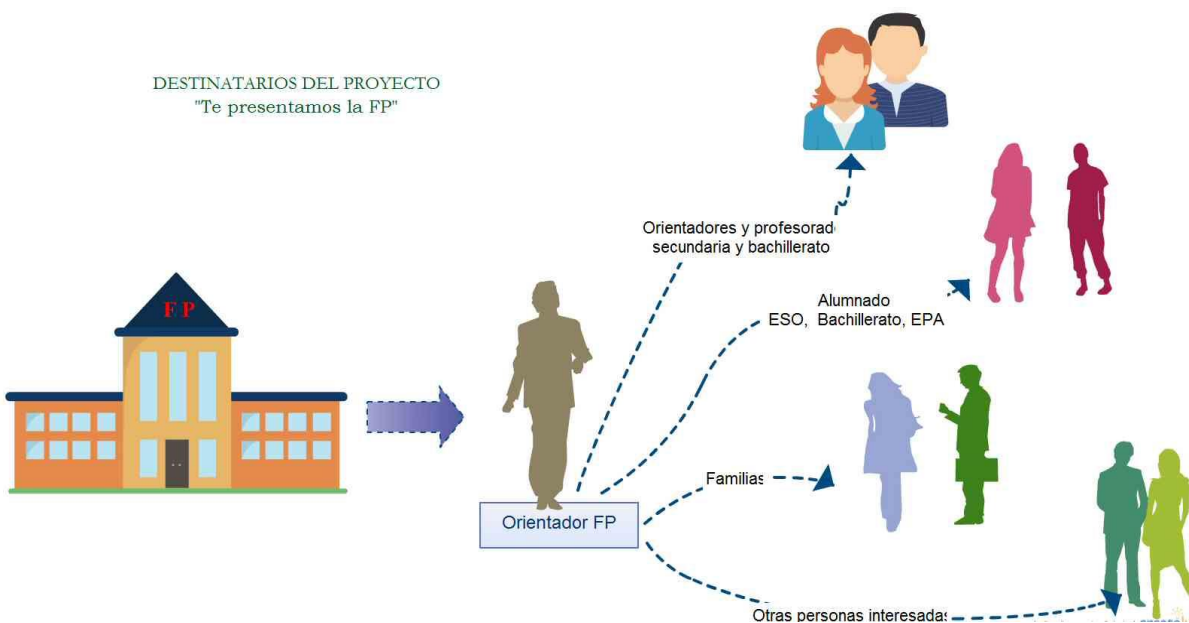 DESTINATARIOS DEL PROYECTO
"Te presentamos la FP"
FP
Orientadores y profesorad
secundaria y bachillerato
Alumnado
ESO, Bachillerato, EPA
Familias
Orientador FP
Otras personas interesadas